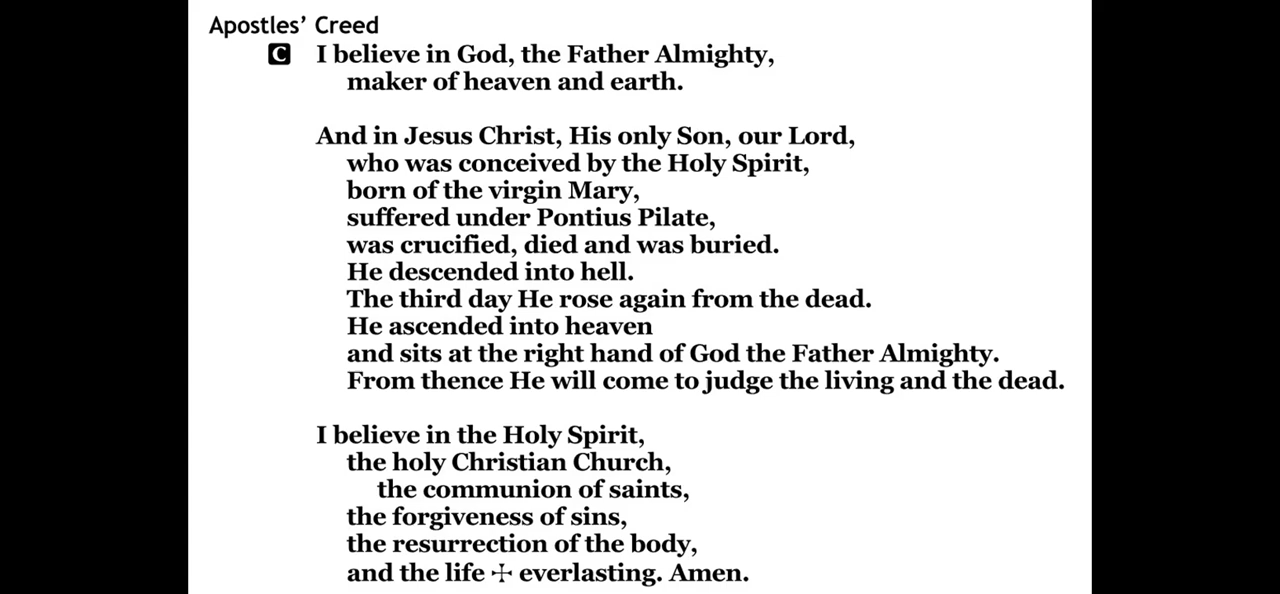 Apostles’ Creed
C I believe in God, the Father Almighty,
maker of heaven and earth.
And in Jesus Christ, His only Son, our Lord,
who was conceived by the Holy Spirit,
born of the virgin Mary,
suffered under Pontius Pilate,
was crucified, died and was buried.
He descended into hell.
The third day He rose again from the dead.
He ascended into heaven
and sits at the right hand of God the Father Almighty.
From thence He will come to judge the living and the dead.
I believe in the Holy Spirit,
the holy Christian Church,
the communion of saints,
the forgiveness of sins,
the resurrection of the body,
and the life ☩ everlasting. Amen.